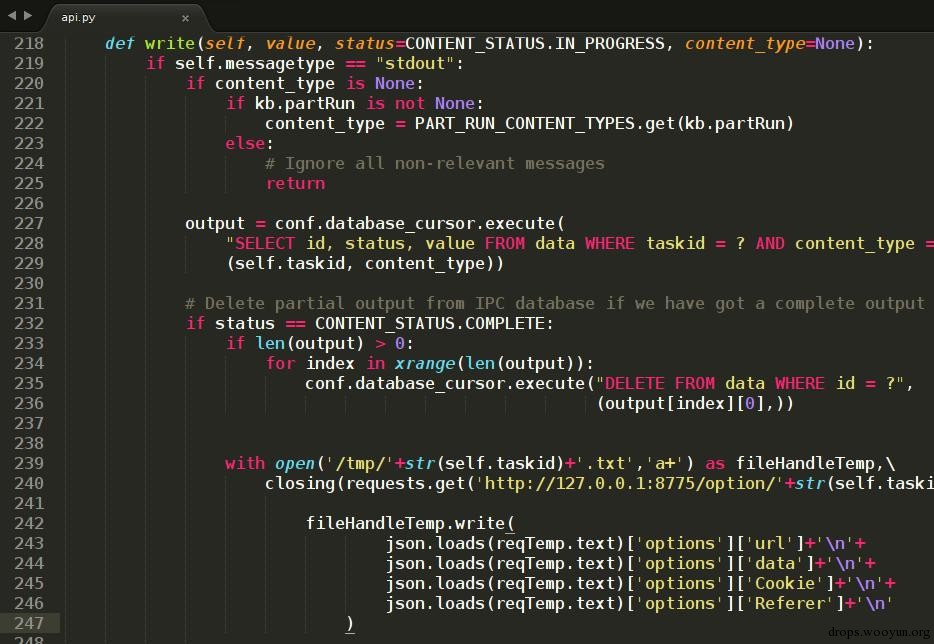 api.py ×
218 def write(self, value, status=CONTENT_STATUS.IN_PROGRESS, content_type=None):
219 if self.messagetype == "stdout":
220 if content_type is None:
221 if kb.partRun is not None:
222 content_type = PART_RUN_CONTENT_TYPES.get(kb.partRun)
223 else:
224 # Ignore all non-relevant messages
225 return
226
227 output = conf.database_cursor.execute(
228 "SELECT id, status, value FROM data WHERE taskid = ? AND content_type =
229 (self.taskid, content_type))
230
231 # Delete partial output from IPC database if we have got a complete output
232 if status == CONTENT_STATUS.COMPLETE:
233 if len(output) > 0:
234 for index in xrange(len(output)):
235 conf.database_cursor.execute("DELETE FROM data WHERE id = ?",
236 (output[index][0],))
237
238
239 with open('/tmp/'+str(self.taskid)+'.txt','a+') as fileHandleTemp,\
240 closing(requests.get('http://127.0.0.1:8775/option/'+str(self.taski
241
242 fileHandleTemp.write(
243 json.loads(reqTemp.text)['options']['url']+'\n'+
244 json.loads(reqTemp.text)['options']['data']+'\n'+
245 json.loads(reqTemp.text)['options']['Cookie']+'\n'+
246 json.loads(reqTemp.text)['options']['Referer']+'\n'
247 )
248
drops.wooyun.org